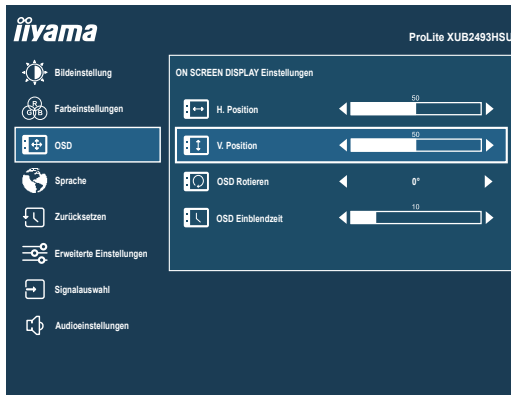 iiyama
ProLite XUB2493HSU
Bildeinstellung
Farbeinstellungen
R
G B
OSD
Sprache
Zurücksetzen
Erweiterte Einstellungen
Signalauswahl
Audioeinstellungen
ON SCREEN DISPLAY Einstellungen
H. Position
50
V. Position
50
OSD Rotieren
0°
OSD Einblendzeit
10